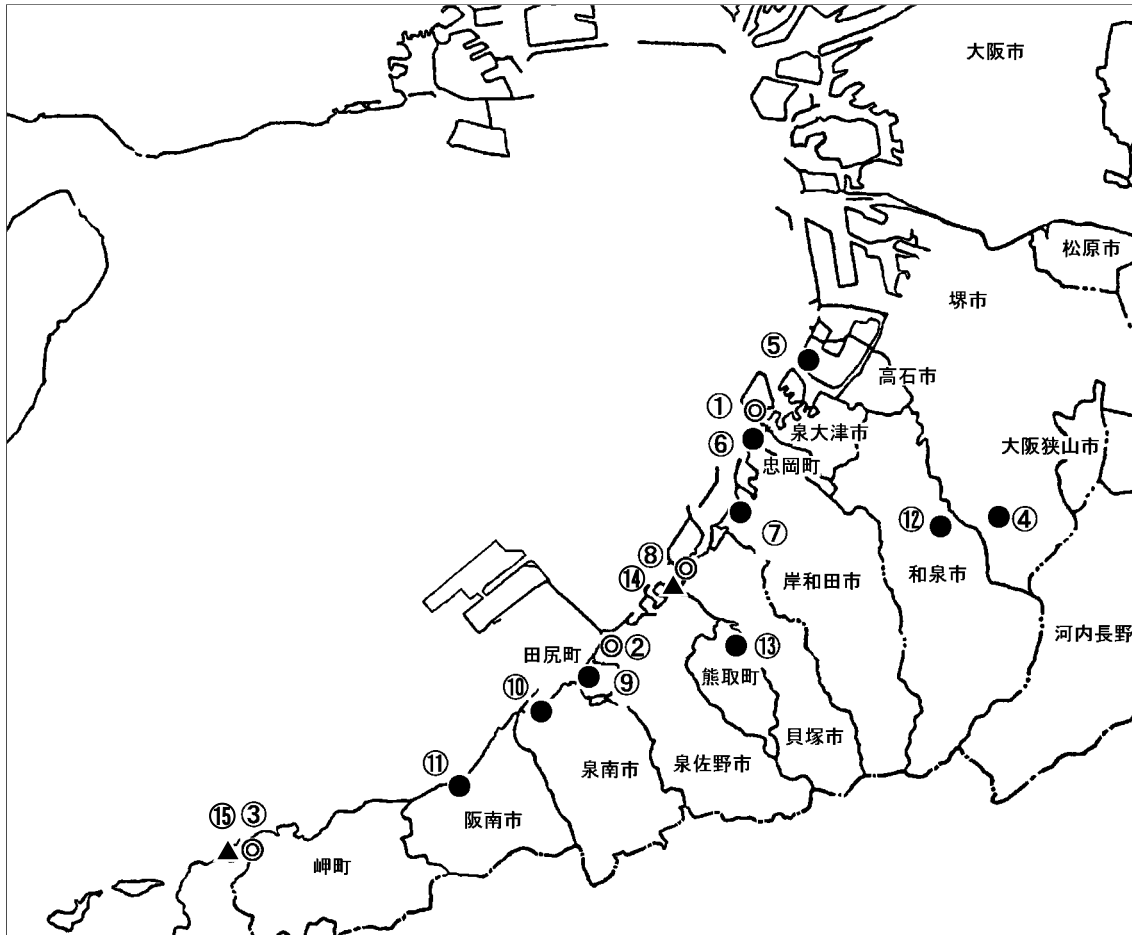 大阪市
松原市
堺市
⑤
高石市
①
泉大津市
⑥
大阪狭山市
忠岡町
⑫
④
⑦
⑧
⑭
岸和田市
和泉市
河内長野
田尻町
②
⑬
熊取町
⑩
⑨
貝塚市
泉南市
泉佐野市
⑪
阪南市
⑮ ③
岬町